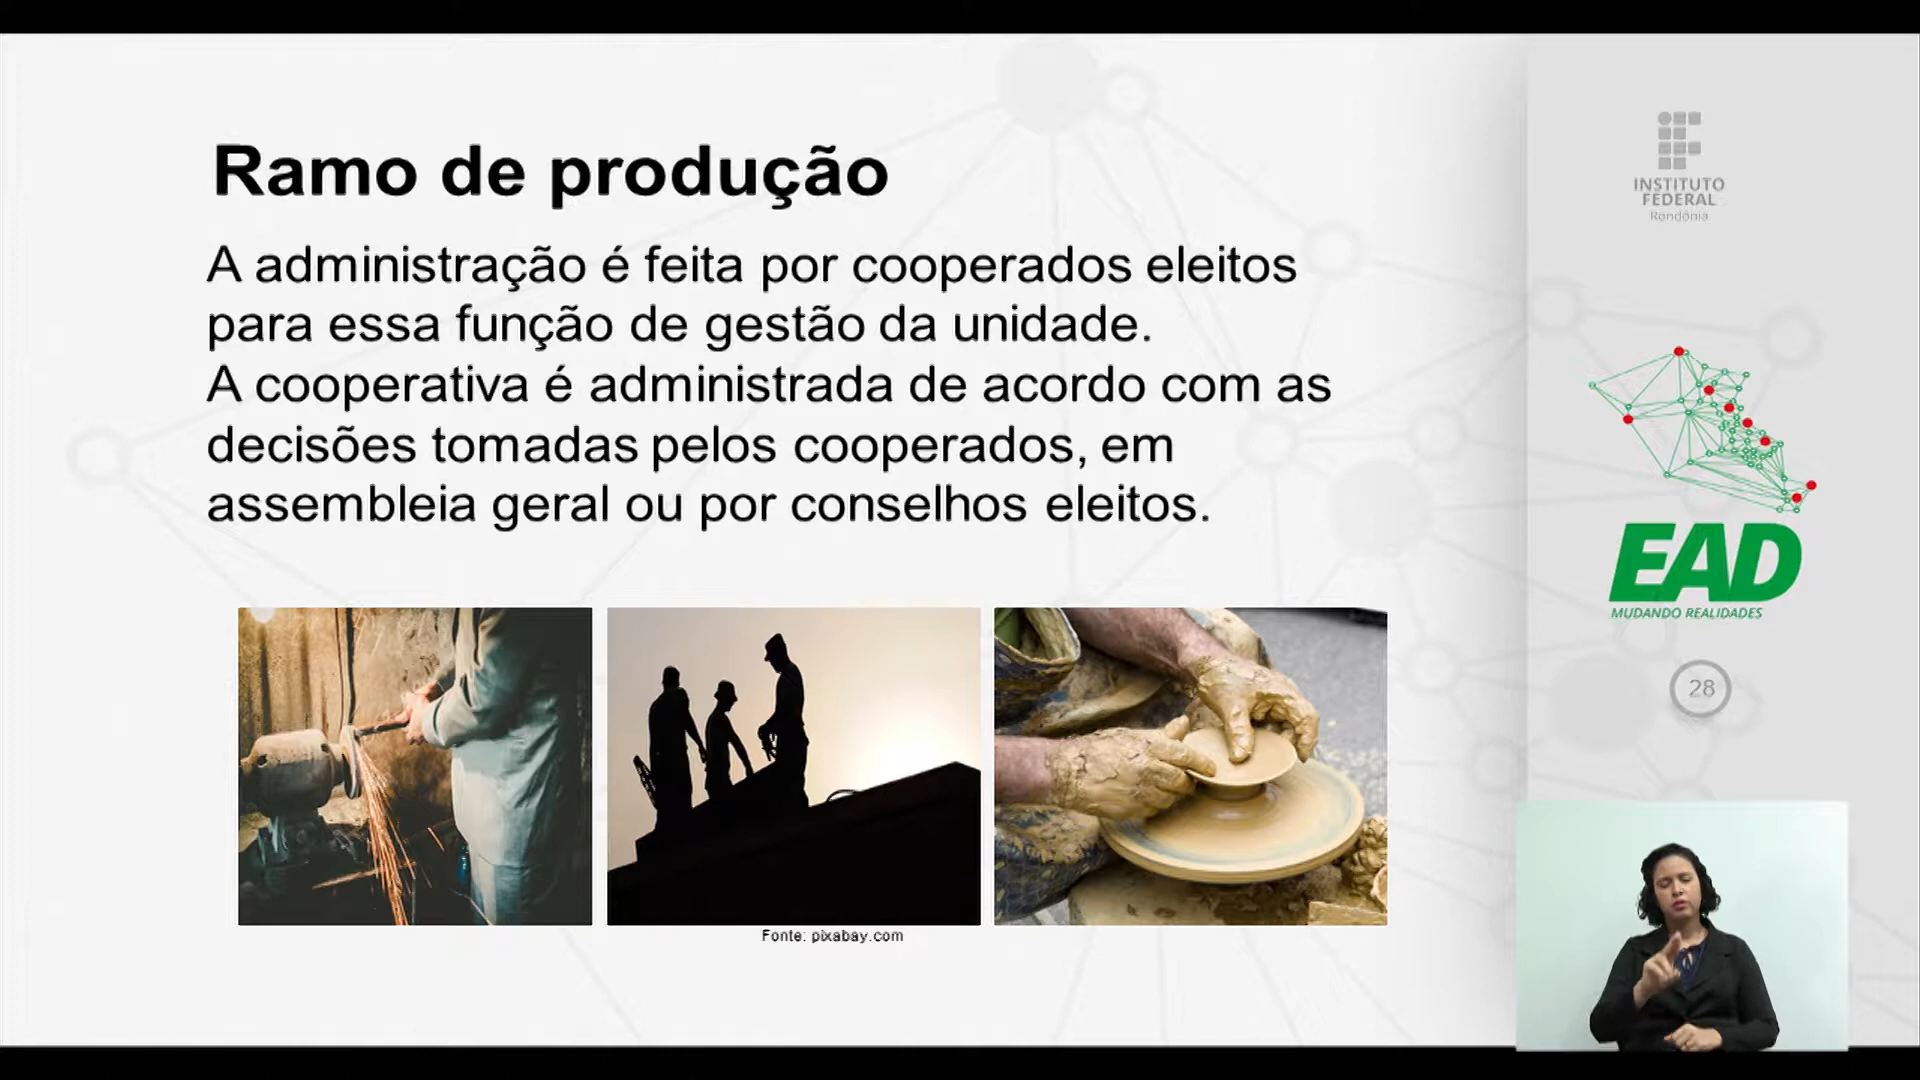 Ramo de produção
A administração é feita por cooperados eleitos
para essa função de gestão da unidade.
A cooperativa é administrada de acordo com as
decisões tomadas pelos cooperados, em
assembleia geral ou por conselhos eleitos.
Fonte: pixabay.com
INSTITUTO
FEDERAL
Rondônia
EAD
MUDANDO REALIDADES
28